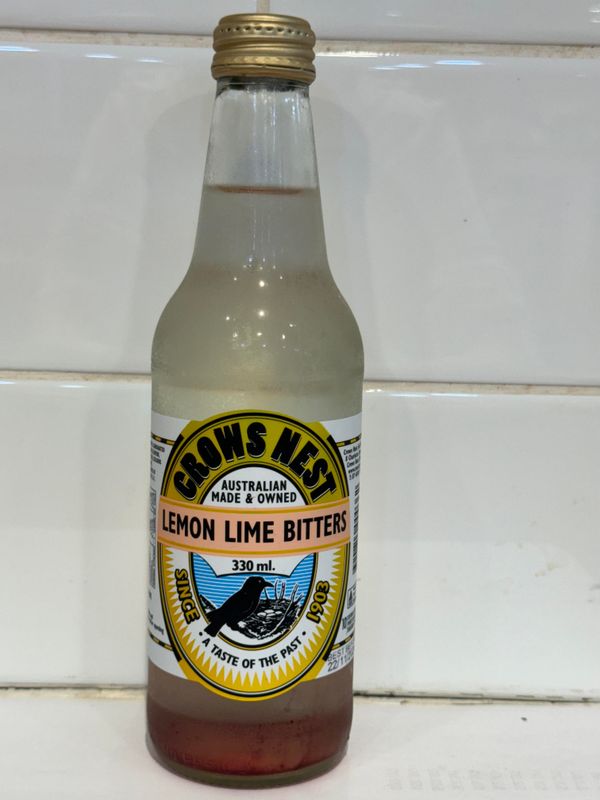 CROWS NEST
AUSTRALIAN
MADE & OWNED
LEMON LIME BITTERS
330 ml.
SINCE 1903
• A TASTE OF THE PAST •